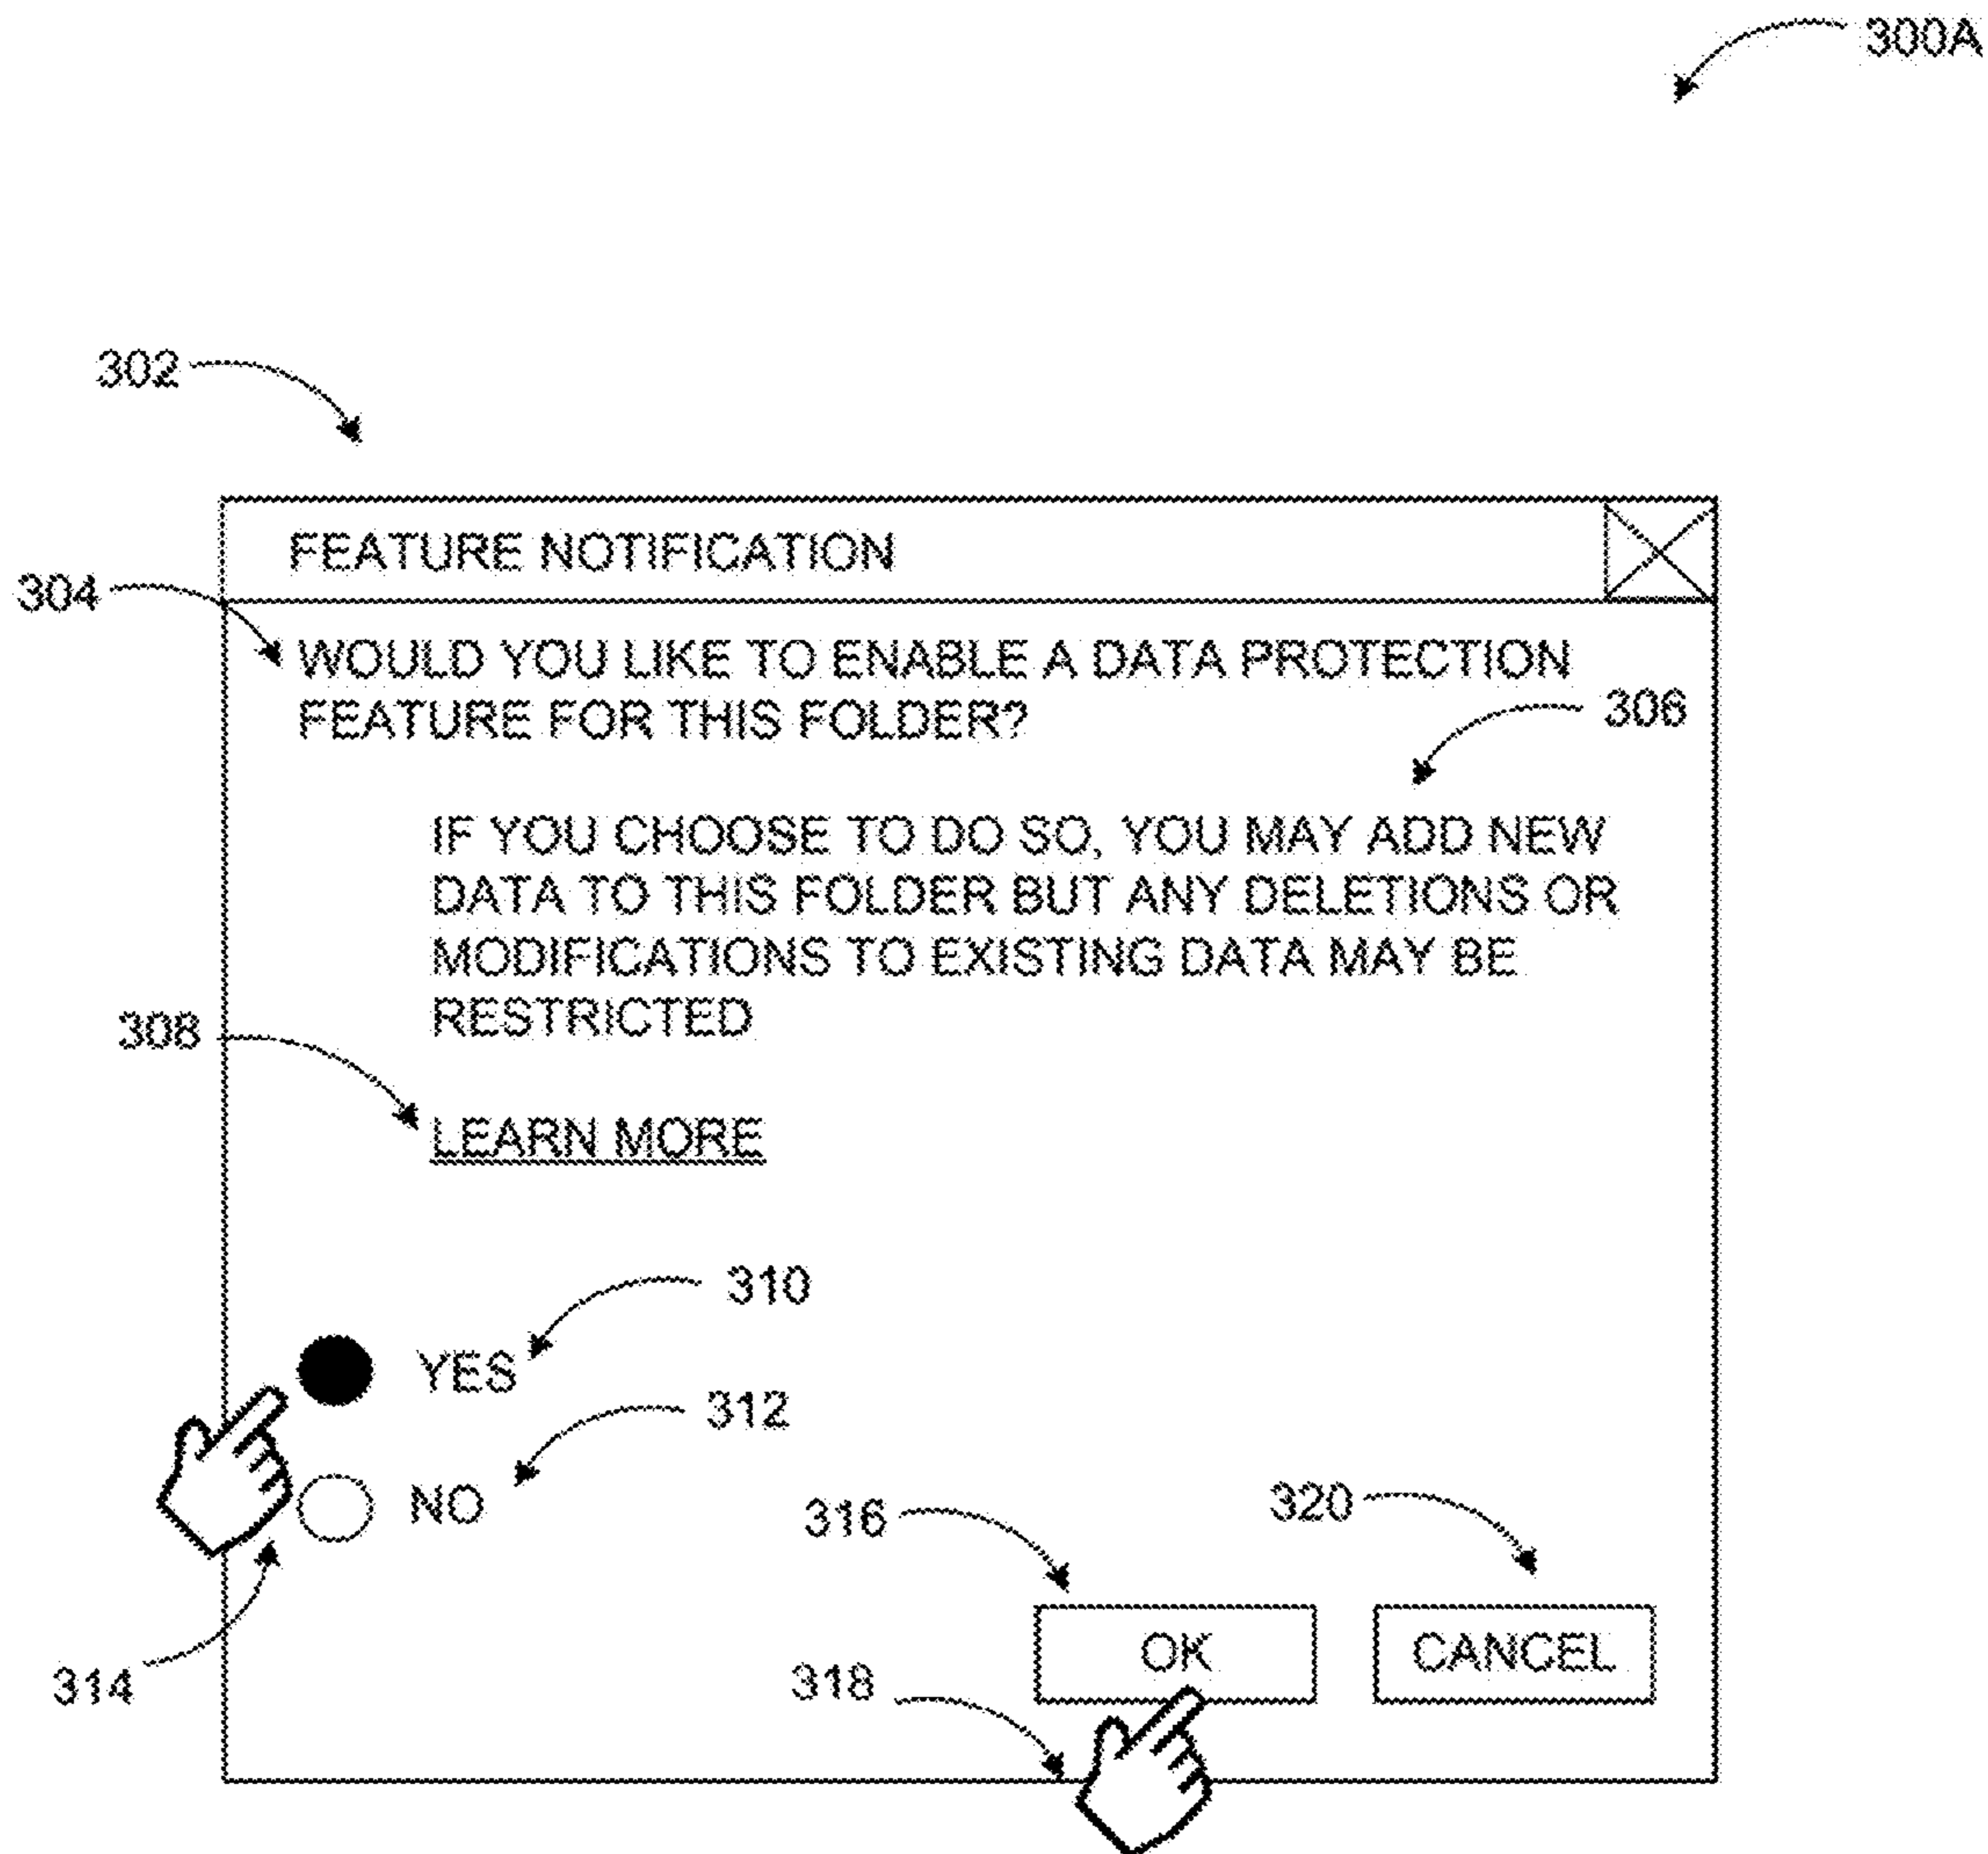 300A
302
FEATURE NOTIFICATION
304
WOULD YOU LIKE TO ENABLE A DATA PROTECTION
FEATURE FOR THIS FOLDER?
306
IF YOU CHOOSE TO DO SO, YOU MAY ADD NEW
DATA TO THIS FOLDER BUT ANY DELETIONS OR
MODIFICATIONS TO EXISTING DATA MAY BE
RESTRICTED
308
LEARN MORE
310
YES
312
NO
314
316
320
OK
CANCEL
318